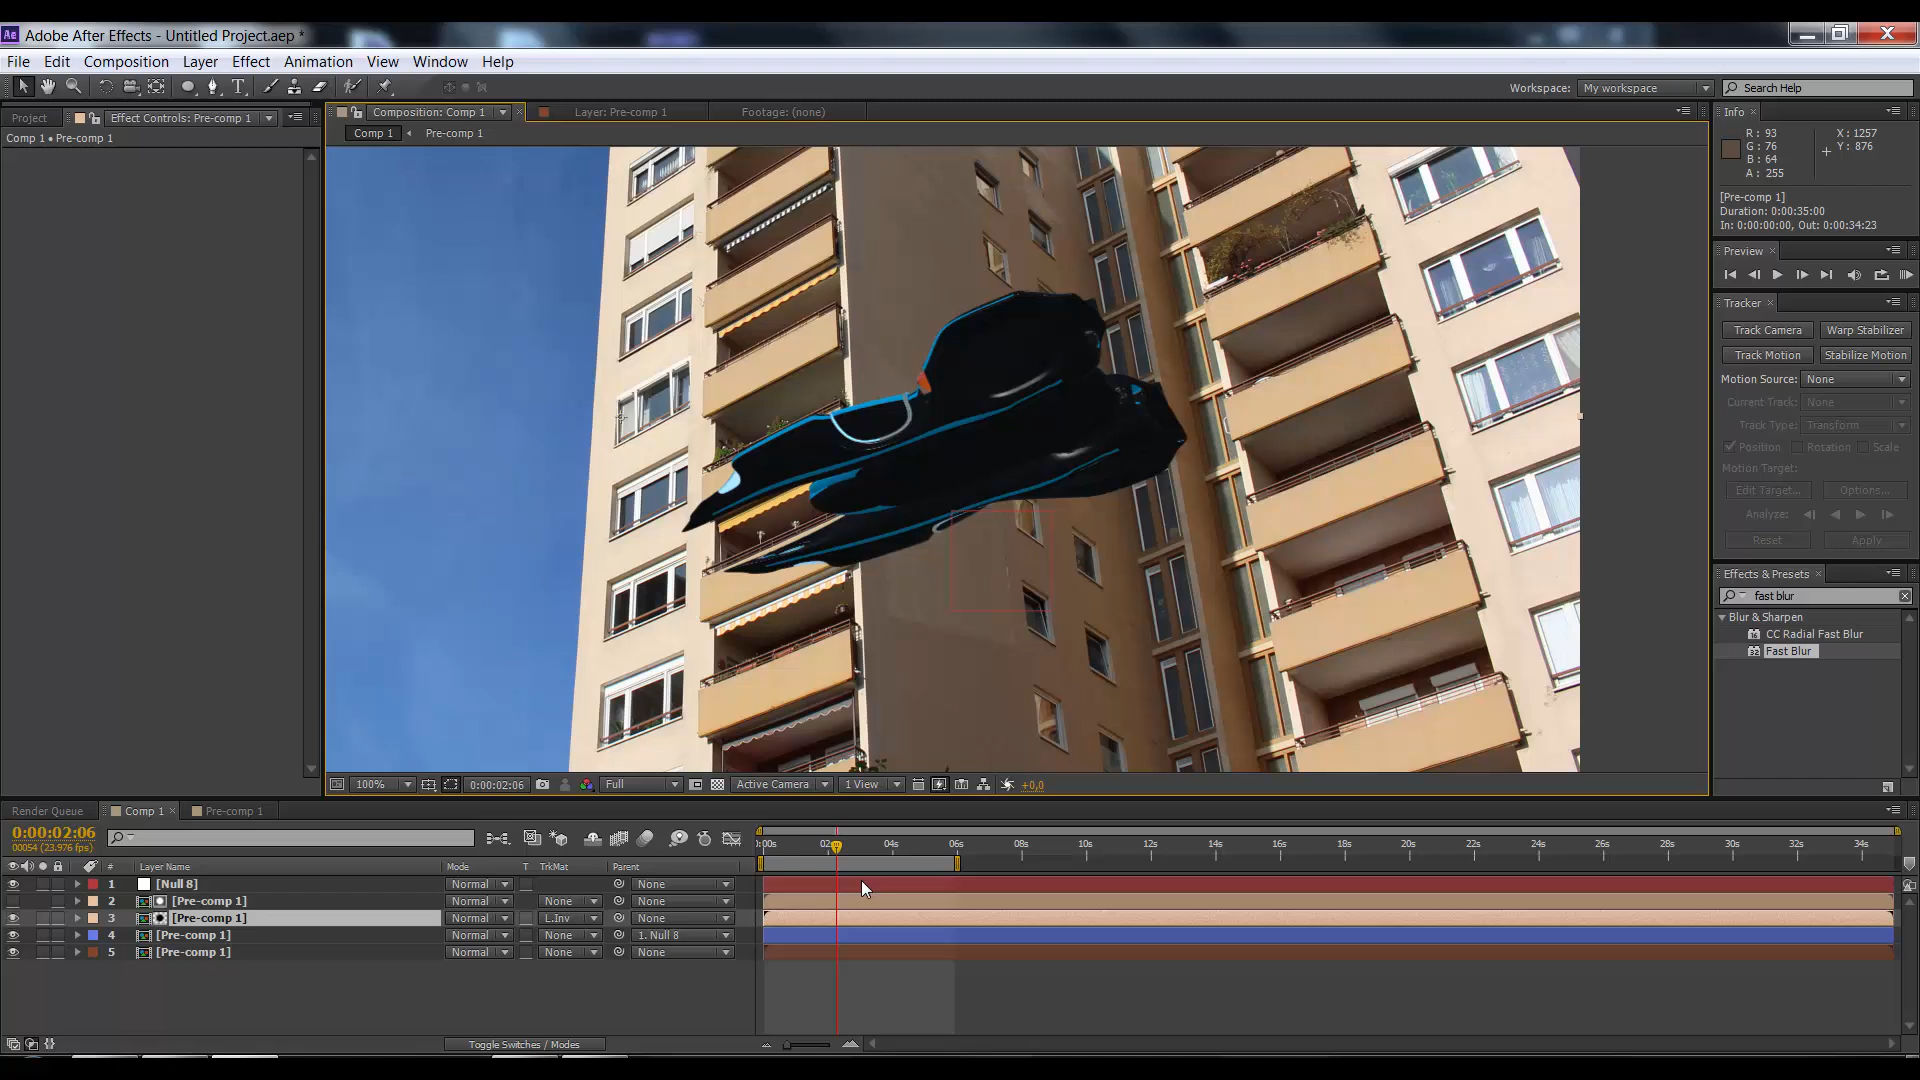 Ae Adobe After Effects - Untitled Project.aep *
File Edit Composition Layer Effect Animation View Window Help
Workspace: My workspace Search Help
Project Effect Controls: Pre-comp 1 Composition: Comp 1 Layer: Pre-comp 1 Footage: (none) Info
Comp 1 • Pre-comp 1 Comp 1 Pre-comp 1
R: 93 X: 1257
G: 76 Y: 876
B: 64
A: 255
[Pre-comp 1]
Duration: 0:00:35:00
In: 0:00:00:00, Out: 0:00:34:23
Preview
Tracker
Track Camera Warp Stabilizer
Track Motion Stabilize Motion
Motion Source: None
Current Track: None
Track Type: Transform
Position Rotation Scale
Motion Target:
Edit Target... Options...
Analyze:
Reset Apply
Effects & Presets
fast blur
Blur & Sharpen
CC Radial Fast Blur
32 Fast Blur
100% 0:00:02:06 Full Active Camera 1 View +0,0
Render Queue Comp 1 Pre-comp 1
0:00:02:06
00054 (23.976 fps)
:00s 02 04s 06s 08s 10s 12s 14s 16s 18s 20s 22s 24s 26s 28s 30s 32s 34s
# Layer Name Mode T TrkMat Parent
1 [Null 8] Normal None
2 [Pre-comp 1] Normal None None
3 [Pre-comp 1] Normal L.Inv None
4 [Pre-comp 1] Normal None 1. Null 8
5 [Pre-comp 1] Normal None None
Toggle Switches / Modes